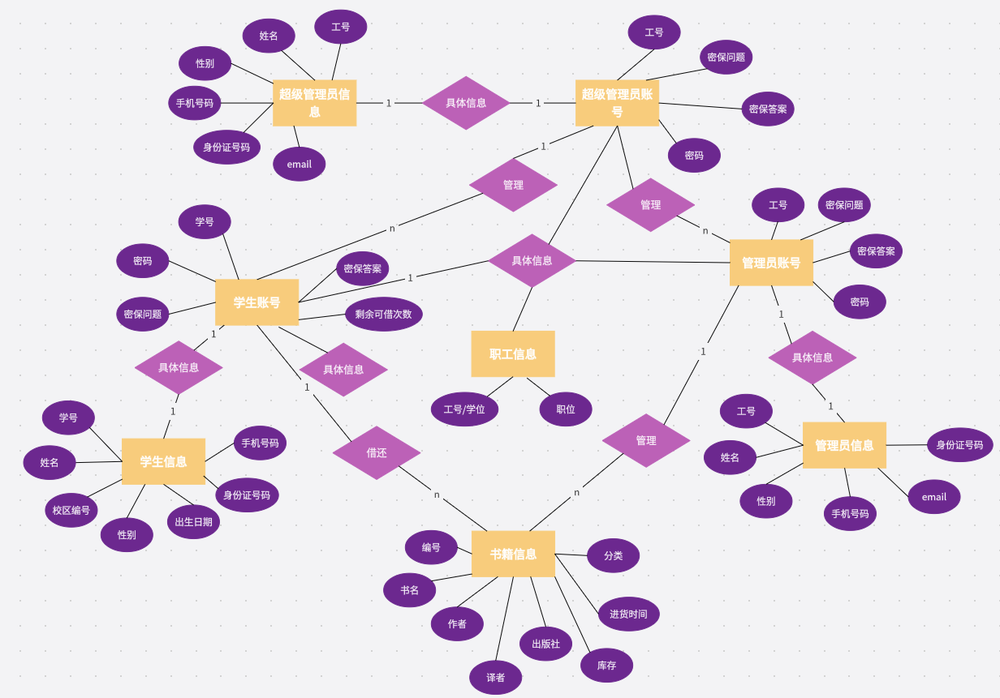 工号
姓名
工号
密保问题
性别
超级管理员信
息
1
具体信息
1
超级管理员账
号
手机号码
密保答案
身份证号码
email
密码
1
管理
管理
n
n
工号
密保问题
学号
密码
密保答案
具体信息
管理员账号
密保答案
1
学生账号
密保问题
剩余可借次数
密码
1
1
职工信息
1
具体信息
具体信息
具体信息
1
工号/学位
职位
1
1
学号
工号
手机号码
借还
管理
管理员信息
身份证号码
姓名
学生信息
姓名
n
n
身份证号码
校区编号
性别
出生日期
性别
手机号码
email
编号
书籍信息
分类
书名
作者
进货时间
出版社
译者
库存